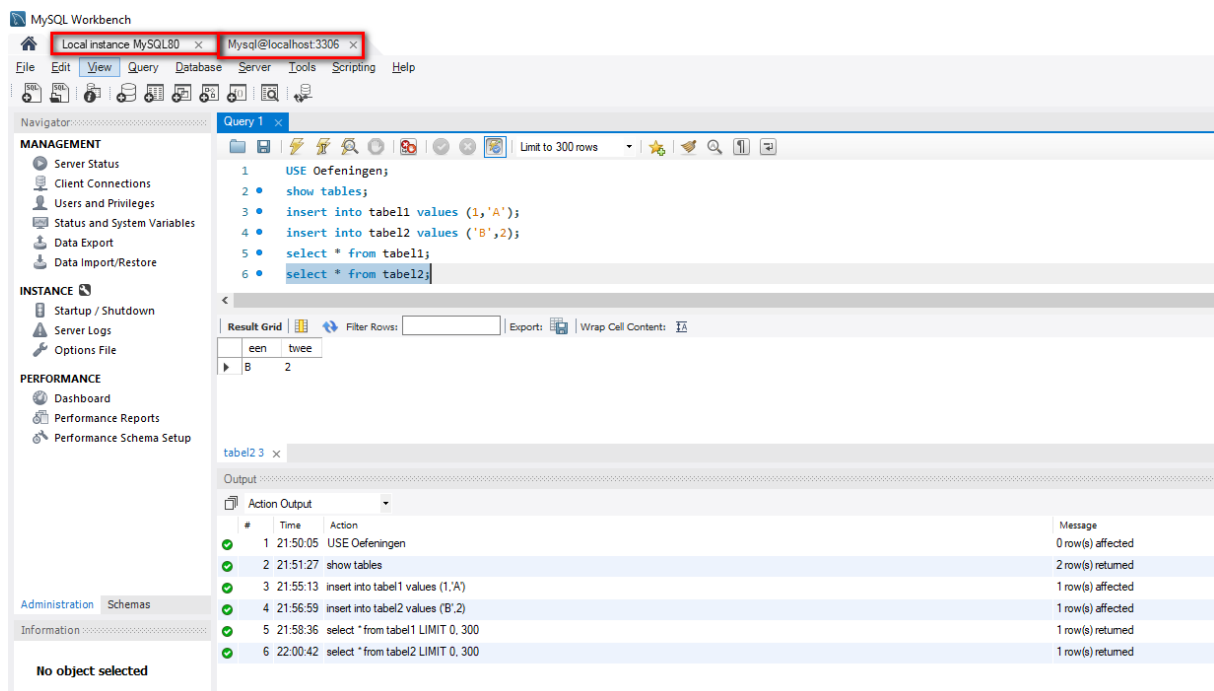 MySQL Workbench
Local instance MySQL80 × Mysql@localhost:3306 ×
File Edit View Query Database Server Tools Scripting Help
Navigator
MANAGEMENT
Server Status
Client Connections
Users and Privileges
Status and System Variables
Data Export
Data Import/Restore
INSTANCE
Startup / Shutdown
Server Logs
Options File
PERFORMANCE
Dashboard
Performance Reports
Performance Schema Setup
Administration Schemas
Information
No object selected
Query 1 ×
Limit to 300 rows
1 USE Oefeningen;
2 show tables;
3 insert into tabel1 values (1,'A');
4 insert into tabel2 values ('B',2);
5 select * from tabel1;
6 select * from tabel2;
Result Grid Filter Rows: Export: Wrap Cell Content:
een twee
B 2
tabel2 3 ×
Output
Action Output
# Time Action Message
1 21:50:05 USE Oefeningen 0 row(s) affected
2 21:51:27 show tables 2 row(s) returned
3 21:55:13 insert into tabel1 values (1,'A') 1 row(s) affected
4 21:56:59 insert into tabel2 values ('B',2) 1 row(s) affected
5 21:58:36 select * from tabel1 LIMIT 0, 300 1 row(s) returned
6 22:00:42 select * from tabel2 LIMIT 0, 300 1 row(s) returned